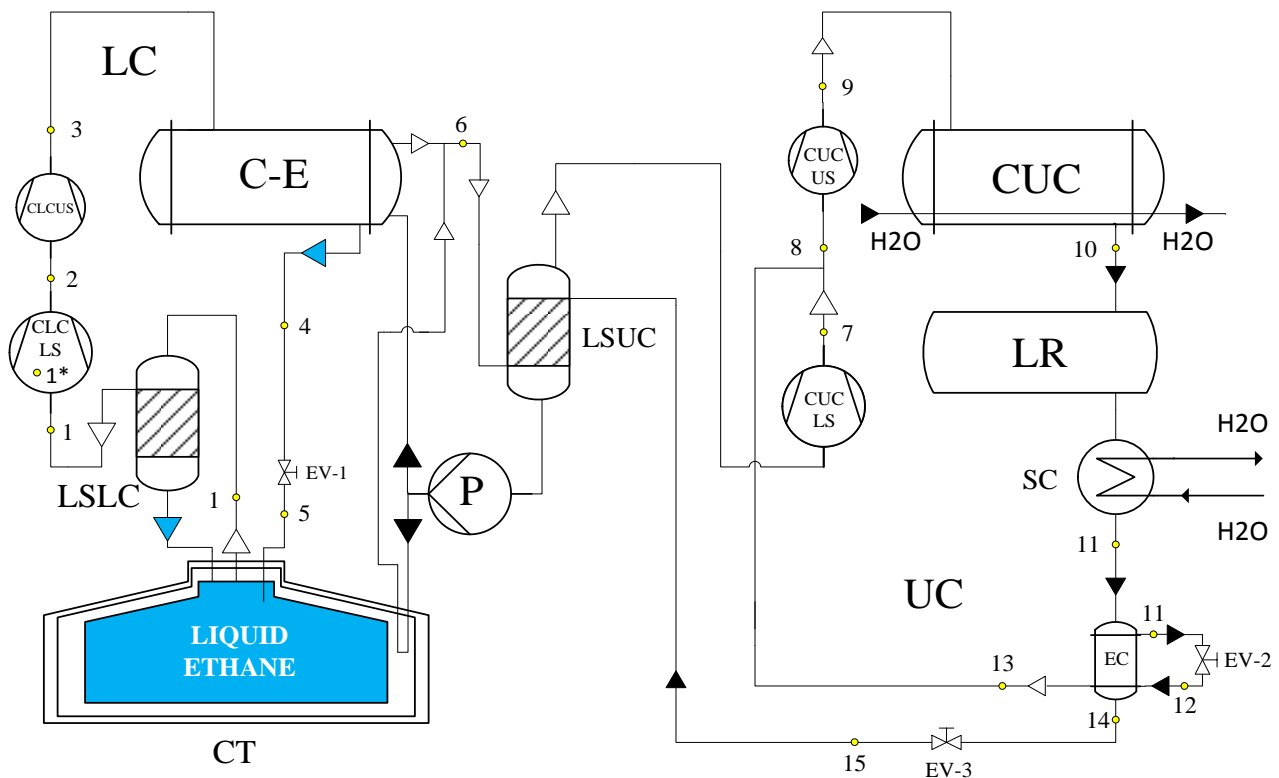 LC
3
C-E
6
CLCUS
2
CLC
LS
1*
1
LSLC
1
4
EV-1
5
LIQUID
ETHANE
CT
P
LSUC
9
CUC
US
8
7
CUC
LS
CUC
H2O
H2O
10
LR
SC
H2O
H2O
11
UC
11
EC
EV-2
12
13
14
15
EV-3